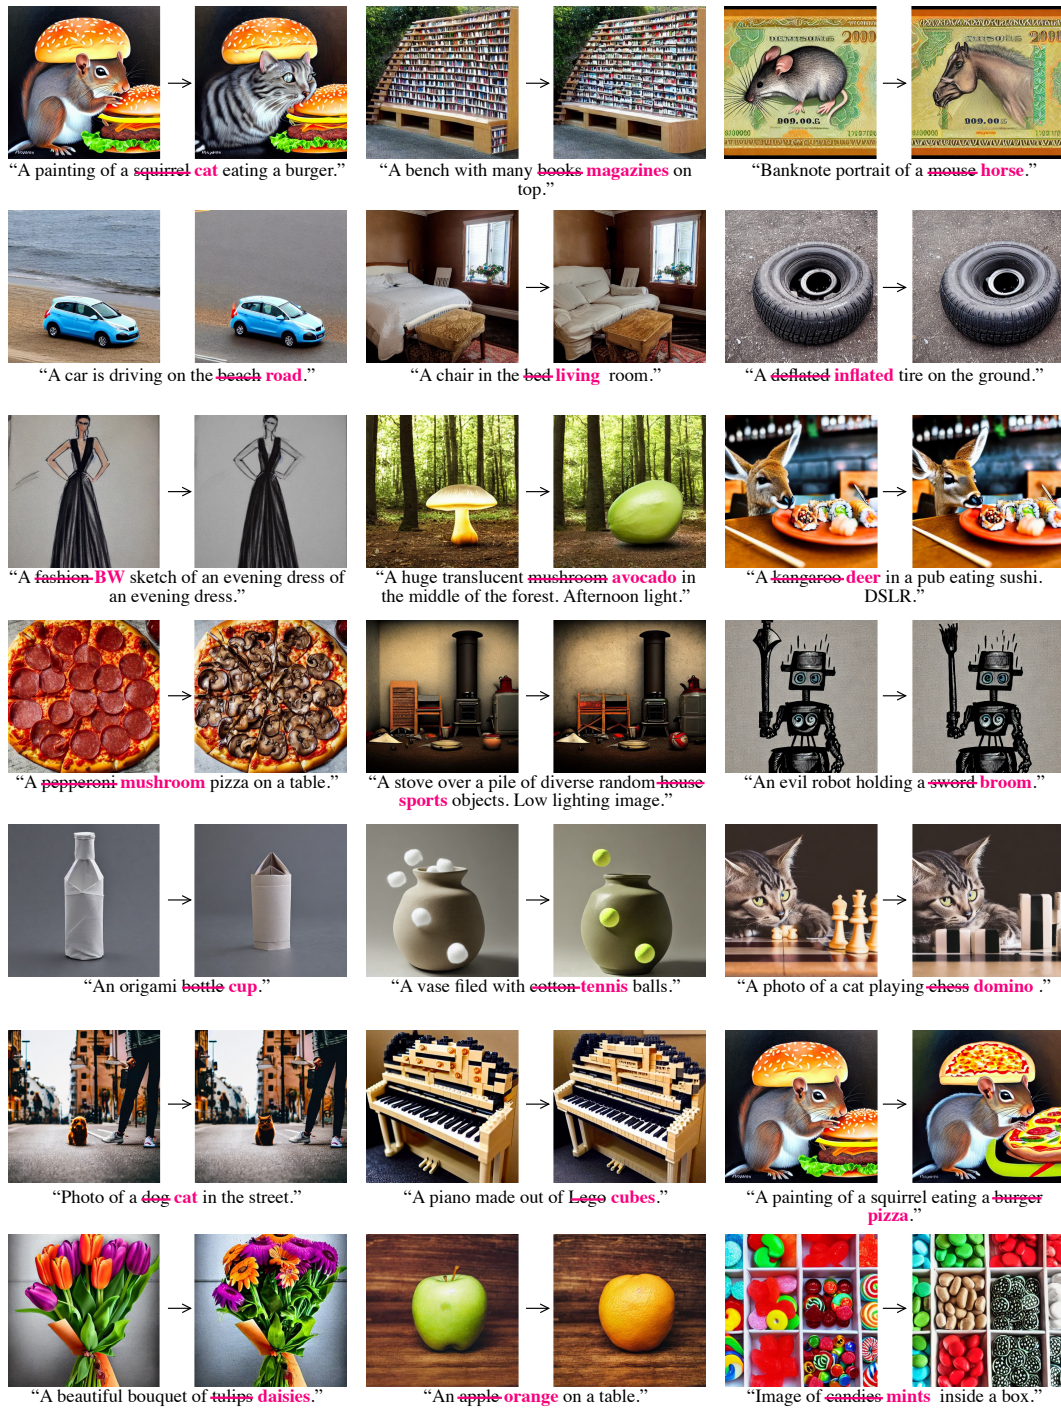 2000
909.00.
2000
909.00
“A painting of a squirrel cat eating a burger.”
“A bench with many books magazines on
top.”
“Banknote portrait of a mouse horse.”
“A car is driving on the beach road.”
“A chair in the bed living room.”
“A deflated inflated tire on the ground.”
“A fashion BW sketch of an evening dress of
an evening dress.”
“A huge translucent mushroom avocado in
the middle of the forest. Afternoon light.”
“A kangaroo deer in a pub eating sushi.
DSLR.”
“A pepperoni mushroom pizza on a table.”
“A stove over a pile of diverse random house
sports objects. Low lighting image.”
“An evil robot holding a sword broom.”
“An origami bottle cup.”
“A vase filed with cotton tennis balls.”
“A photo of a cat playing chess domino .”
“Photo of a dog cat in the street.”
“A piano made out of Lego cubes.”
“A painting of a squirrel eating a burger
pizza.”
“A beautiful bouquet of tulips daisies.”
“An apple orange on a table.”
“Image of candies mints inside a box.”